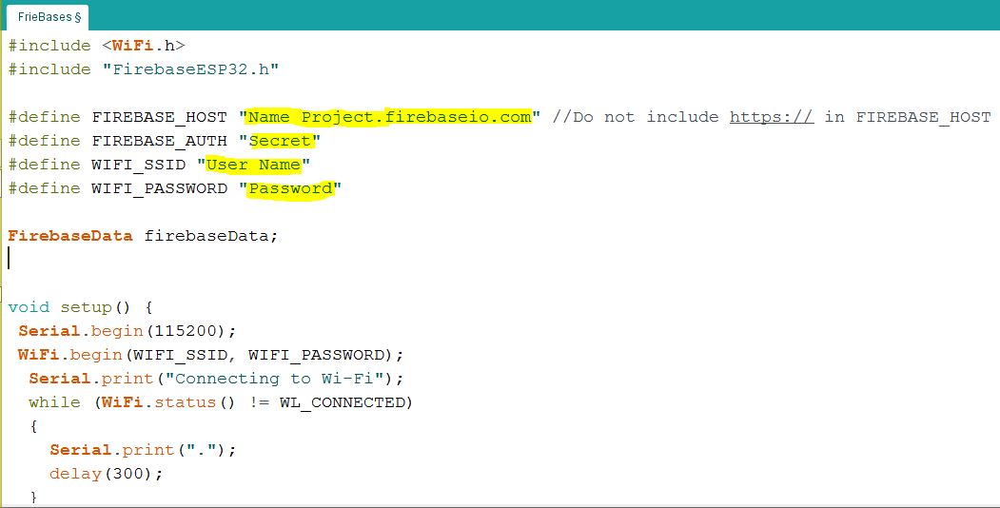 FrieBases §
#include <WiFi.h>
#include "FirebaseESP32.h"
#define FIREBASE_HOST "Name Project.firebaseio.com" //Do not include https:// in FIREBASE_HOST
#define FIREBASE_AUTH "Secret"
#define WIFI_SSID "User Name"
#define WIFI_PASSWORD "Password"
FirebaseData firebaseData;
void setup() {
Serial.begin(115200);
WiFi.begin(WIFI_SSID, WIFI_PASSWORD);
Serial.print("Connecting to Wi-Fi");
while (WiFi.status() != WL_CONNECTED)
{
Serial.print(".");
delay(300);
}